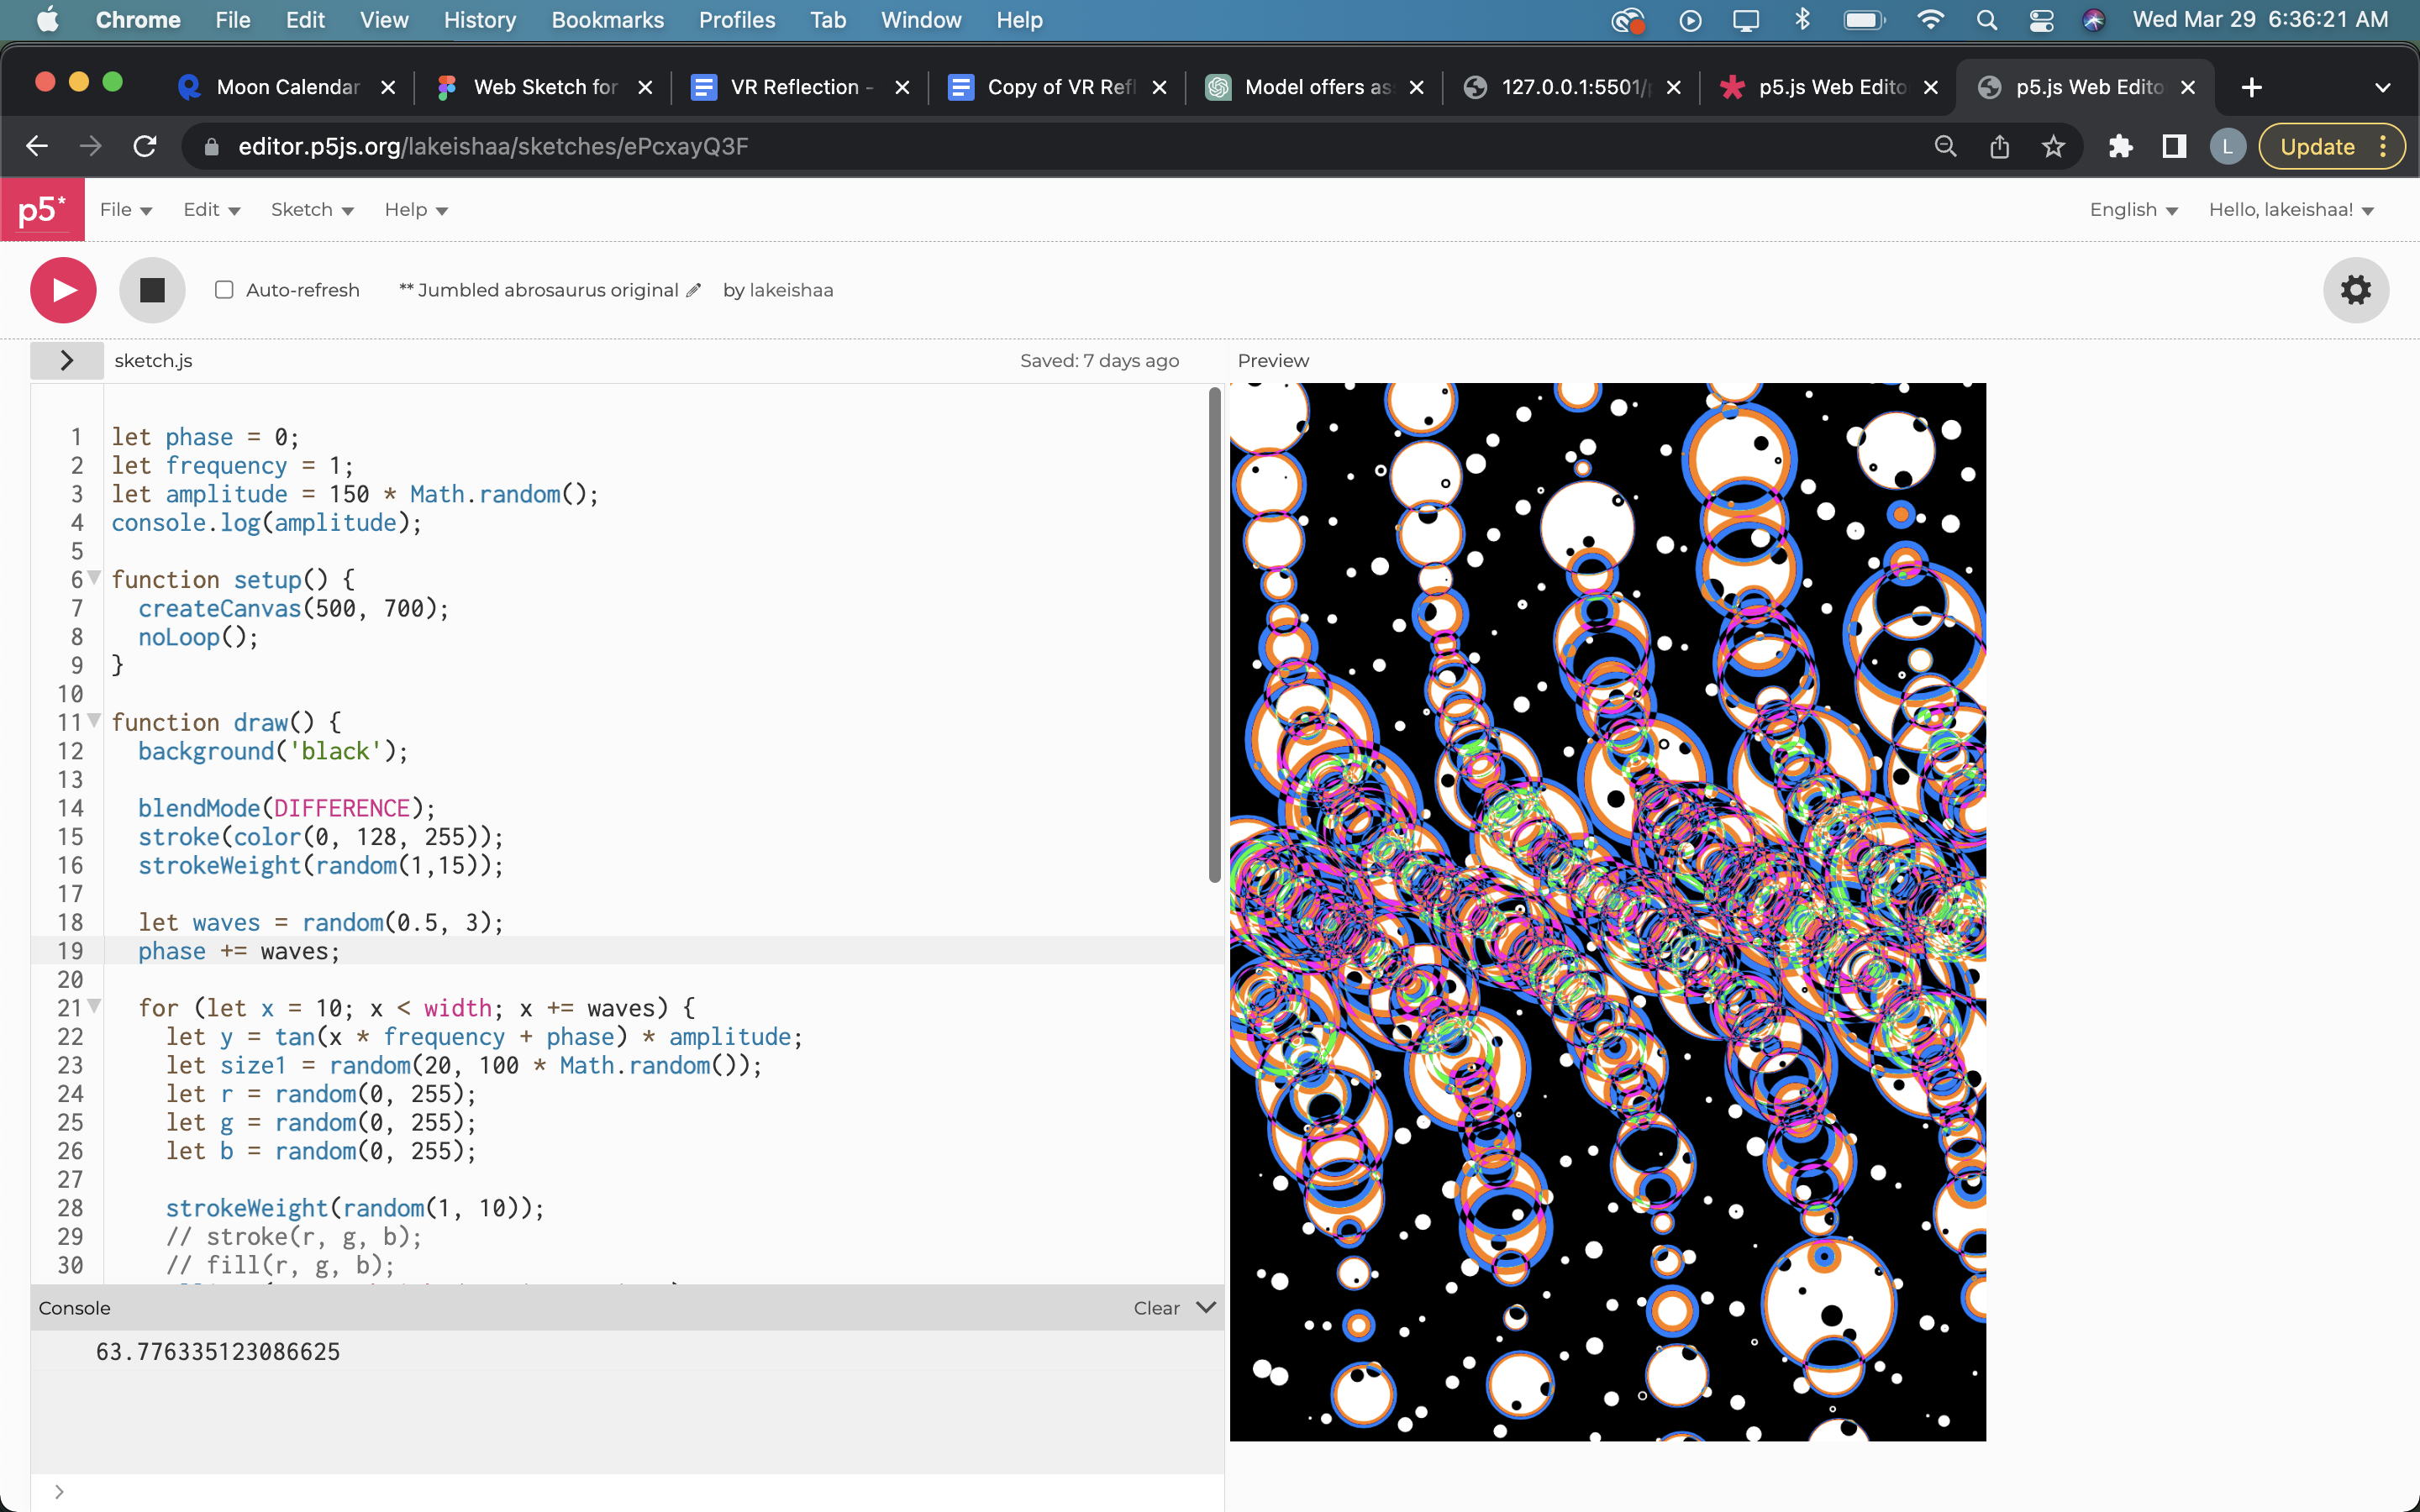 Chrome File Edit View History Bookmarks Profiles Tab Window Help Wed Mar 29 6:36:21 AM
Moon Calendar Web Sketch for VR Reflection - Copy of VR Refl Model offers as 127.0.0.1:5501/ p5.js Web Edito p5.js Web Edito
editor.p5js.org/lakeishaa/sketches/ePcxayQ3F L Update
p5* File Edit Sketch Help English Hello, lakeishaa!
Auto-refresh ** Jumbled abrosaurus original by lakeishaa
sketch.js Saved: 7 days ago Preview
1 let phase = 0;
2 let frequency = 1;
3 let amplitude = 150 * Math.random();
4 console.log(amplitude);
5
6 function setup() {
7 createCanvas(500, 700);
8 noLoop();
9 }
10
11 function draw() {
12 background('black');
13
14 blendMode(DIFFERENCE);
15 stroke(color(0, 128, 255));
16 strokeWeight(random(1,15));
17
18 let waves = random(0.5, 3);
19 phase += waves;
20
21 for (let x = 10; x < width; x += waves) {
22 let y = tan(x * frequency + phase) * amplitude;
23 let size1 = random(20, 100 * Math.random());
24 let r = random(0, 255);
25 let g = random(0, 255);
26 let b = random(0, 255);
27
28 strokeWeight(random(1, 10));
29 // stroke(r, g, b);
30 // fill(r, g, b);
Console Clear
63.776335123086625